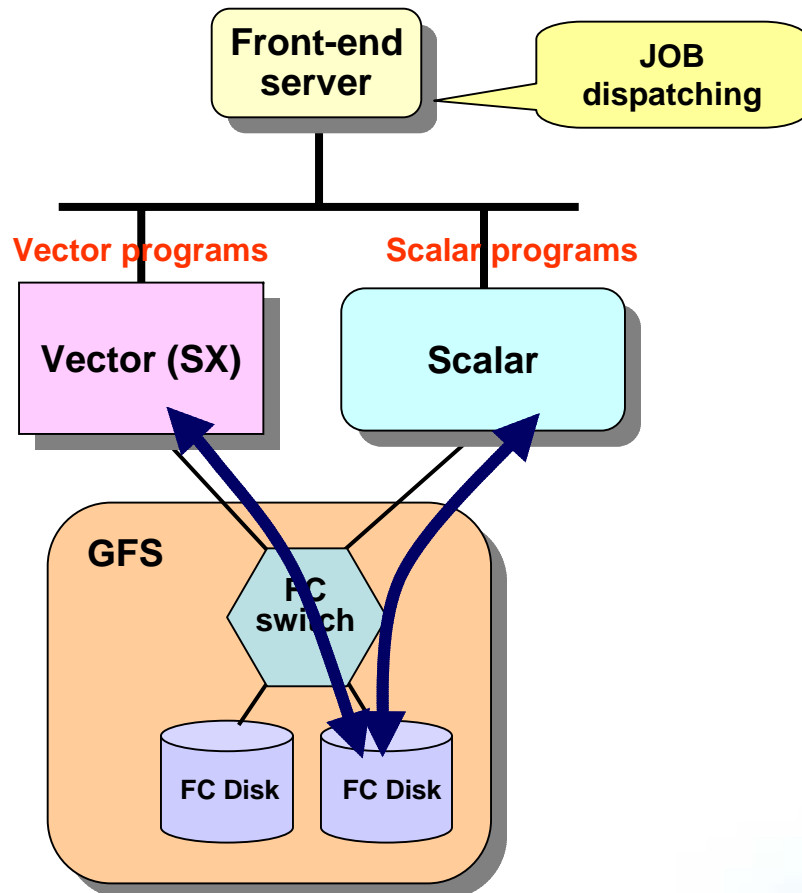 Front-end
server
JOB
dispatching
Vector programs
Scalar programs
Vector (SX)
Scalar
GFS
FC
switch
FC Disk
FC Disk